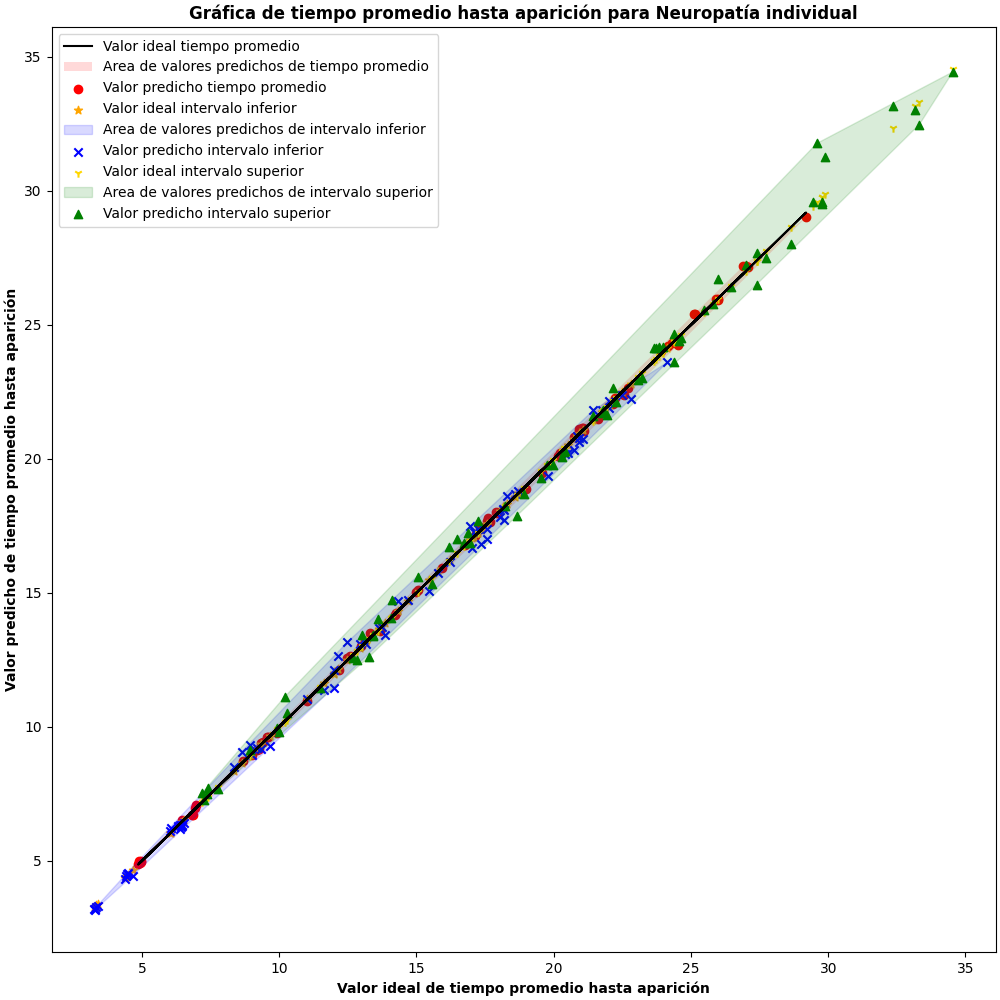 Gráfica de tiempo promedio hasta aparición para Neuropatía individual
Valor ideal tiempo promedio
Area de valores predichos de tiempo promedio
Valor predicho tiempo promedio
Valor ideal intervalo inferior
Area de valores predichos de intervalo inferior
Valor predicho intervalo inferior
Valor ideal intervalo superior
Area de valores predichos de intervalo superior
Valor predicho intervalo superior
Valor predicho de tiempo promedio hasta aparición
35
30
25
20
15
10
5
5 10 15 20 25 30 35
Valor ideal de tiempo promedio hasta aparición